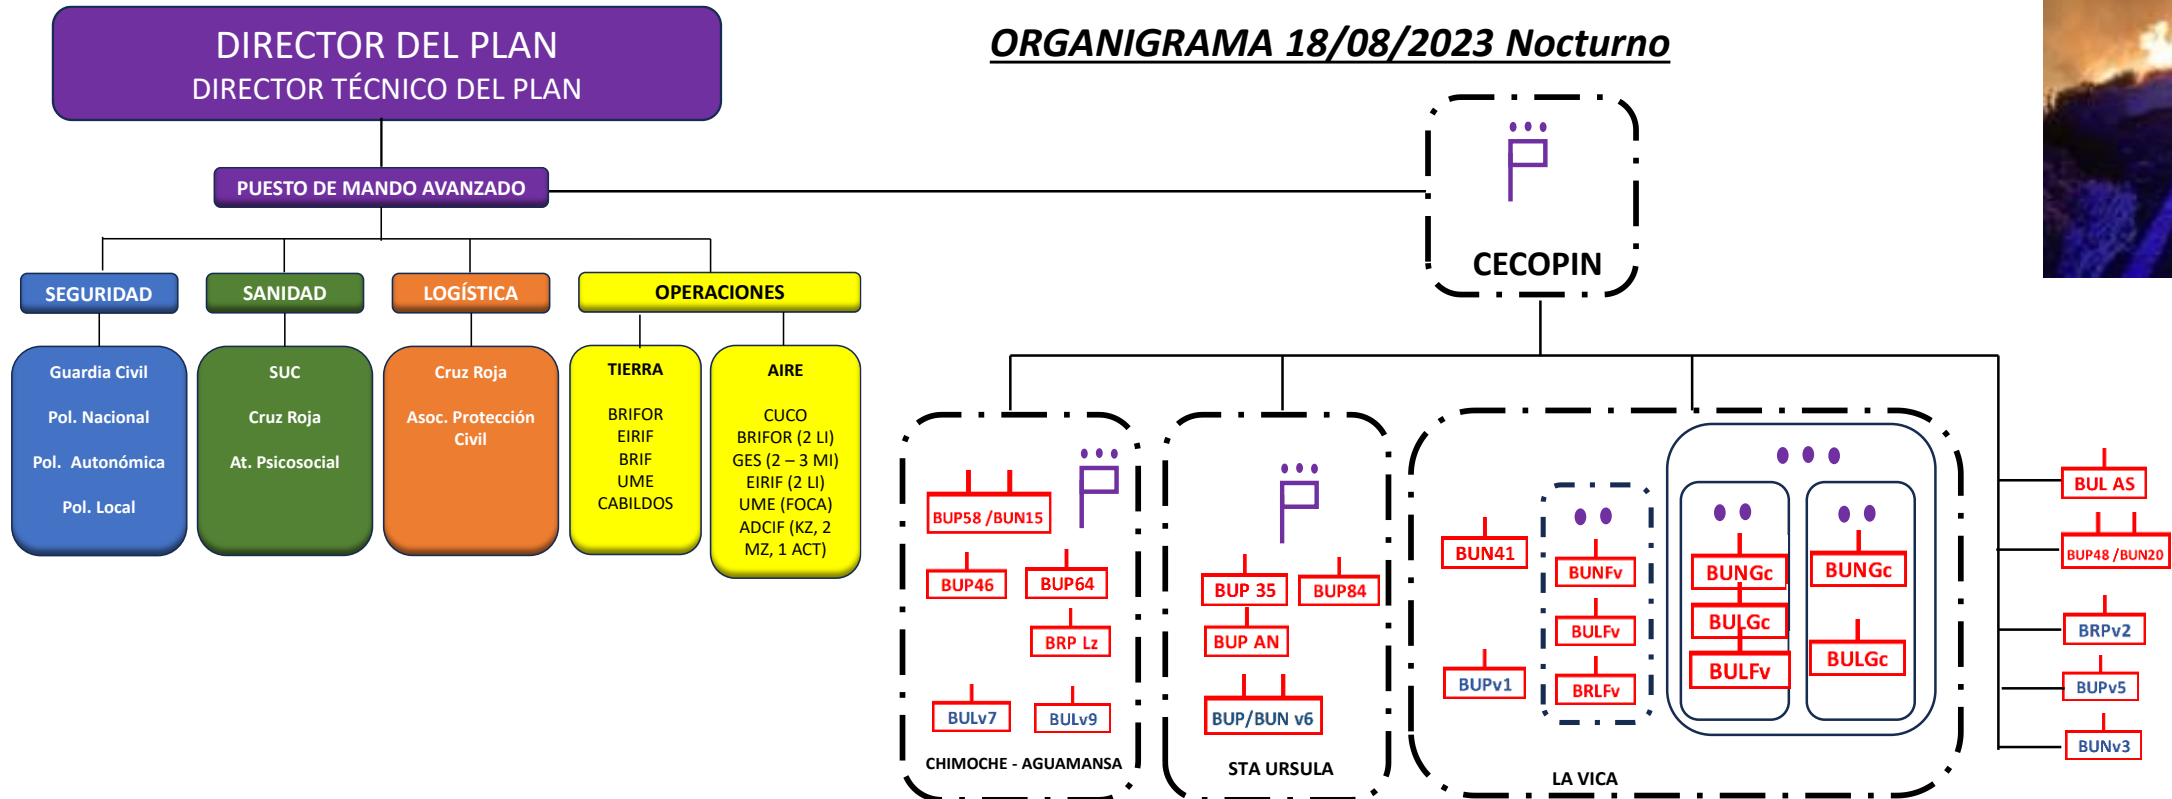 DIRECTOR DEL PLAN
DIRECTOR TÉCNICO DEL PLAN
ORGANIGRAMA 18/08/2023 Nocturno
PUESTO DE MANDO AVANZADO
CECOPIN
SEGURIDAD
Guardia Civil
Pol. Nacional
Pol. Autonómica
Pol. Local
SANIDAD
SUC
Cruz Roja
At. Psicosocial
LOGÍSTICA
Cruz Roja
Asoc. Protección
Civil
OPERACIONES
TIERRA
BRIFOR
EIRIF
BRIF
UME
CABILDOS
AIRE
CUCO
BRIFOR (2 LI)
GES (2 – 3 MI)
EIRIF (2 LI)
UME (FOCA)
ADCIF (KZ, 2
MZ, 1 ACT)
BUP58 /BUN15
BUP46
BUP64
BRP Lz
BULv7
BULv9
CHIMOCHE - AGUAMANSA
BUP 35
BUP84
BUP AN
BUP/BUN v6
STA URSULA
BUN41
BUPv1
BUNFv
BULFv
BRLFv
BUNGc
BULGc
BULFv
BUNGc
BULGc
LA VICA
BUL AS
BUP48 /BUN20
BRPv2
BUPv5
BUNv3